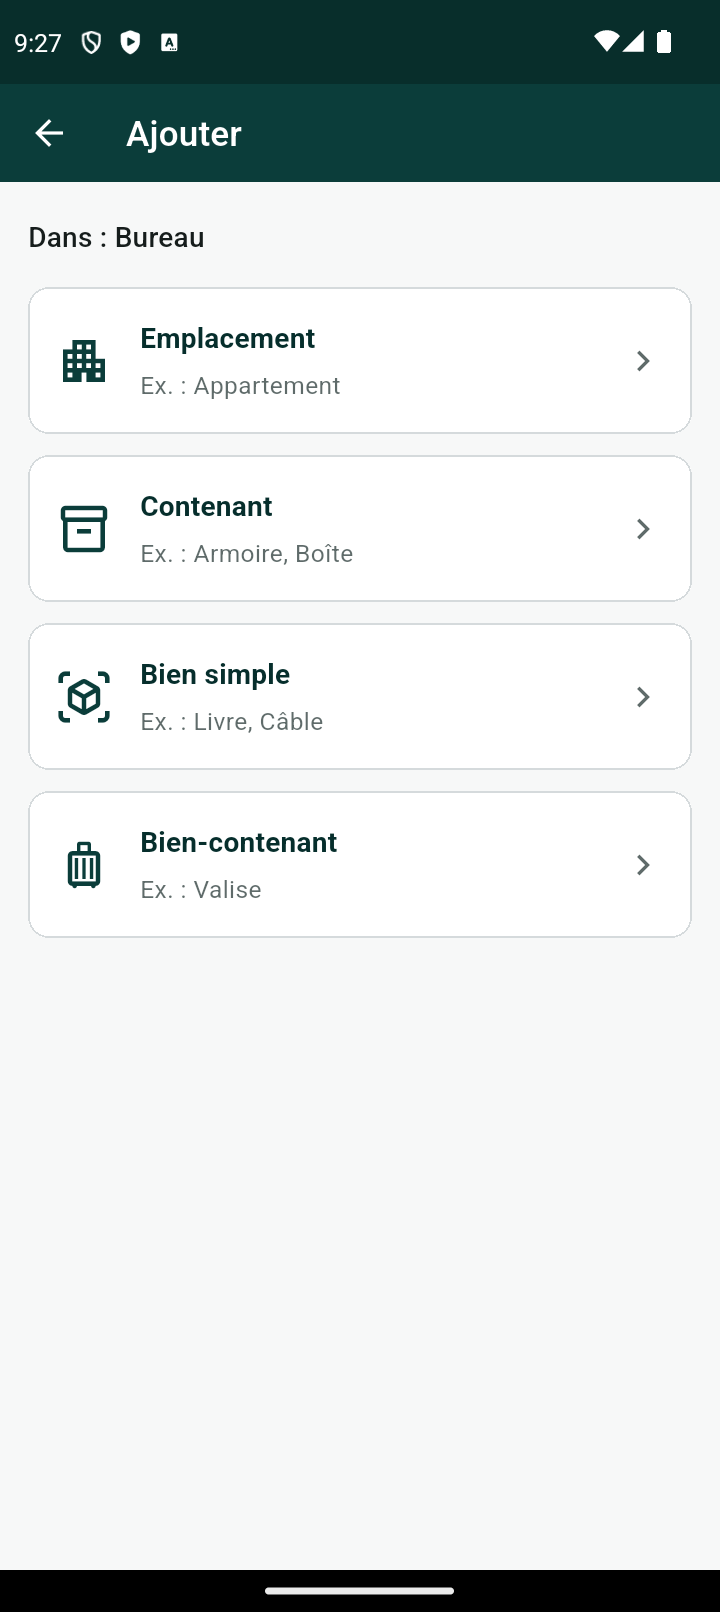 9:27
A
Ajouter
Dans : Bureau
Emplacement
Ex. : Appartement
Contenant
Ex. : Armoire, Boîte
Bien simple
Ex. : Livre, Câble
Bien-contenant
Ex. : Valise